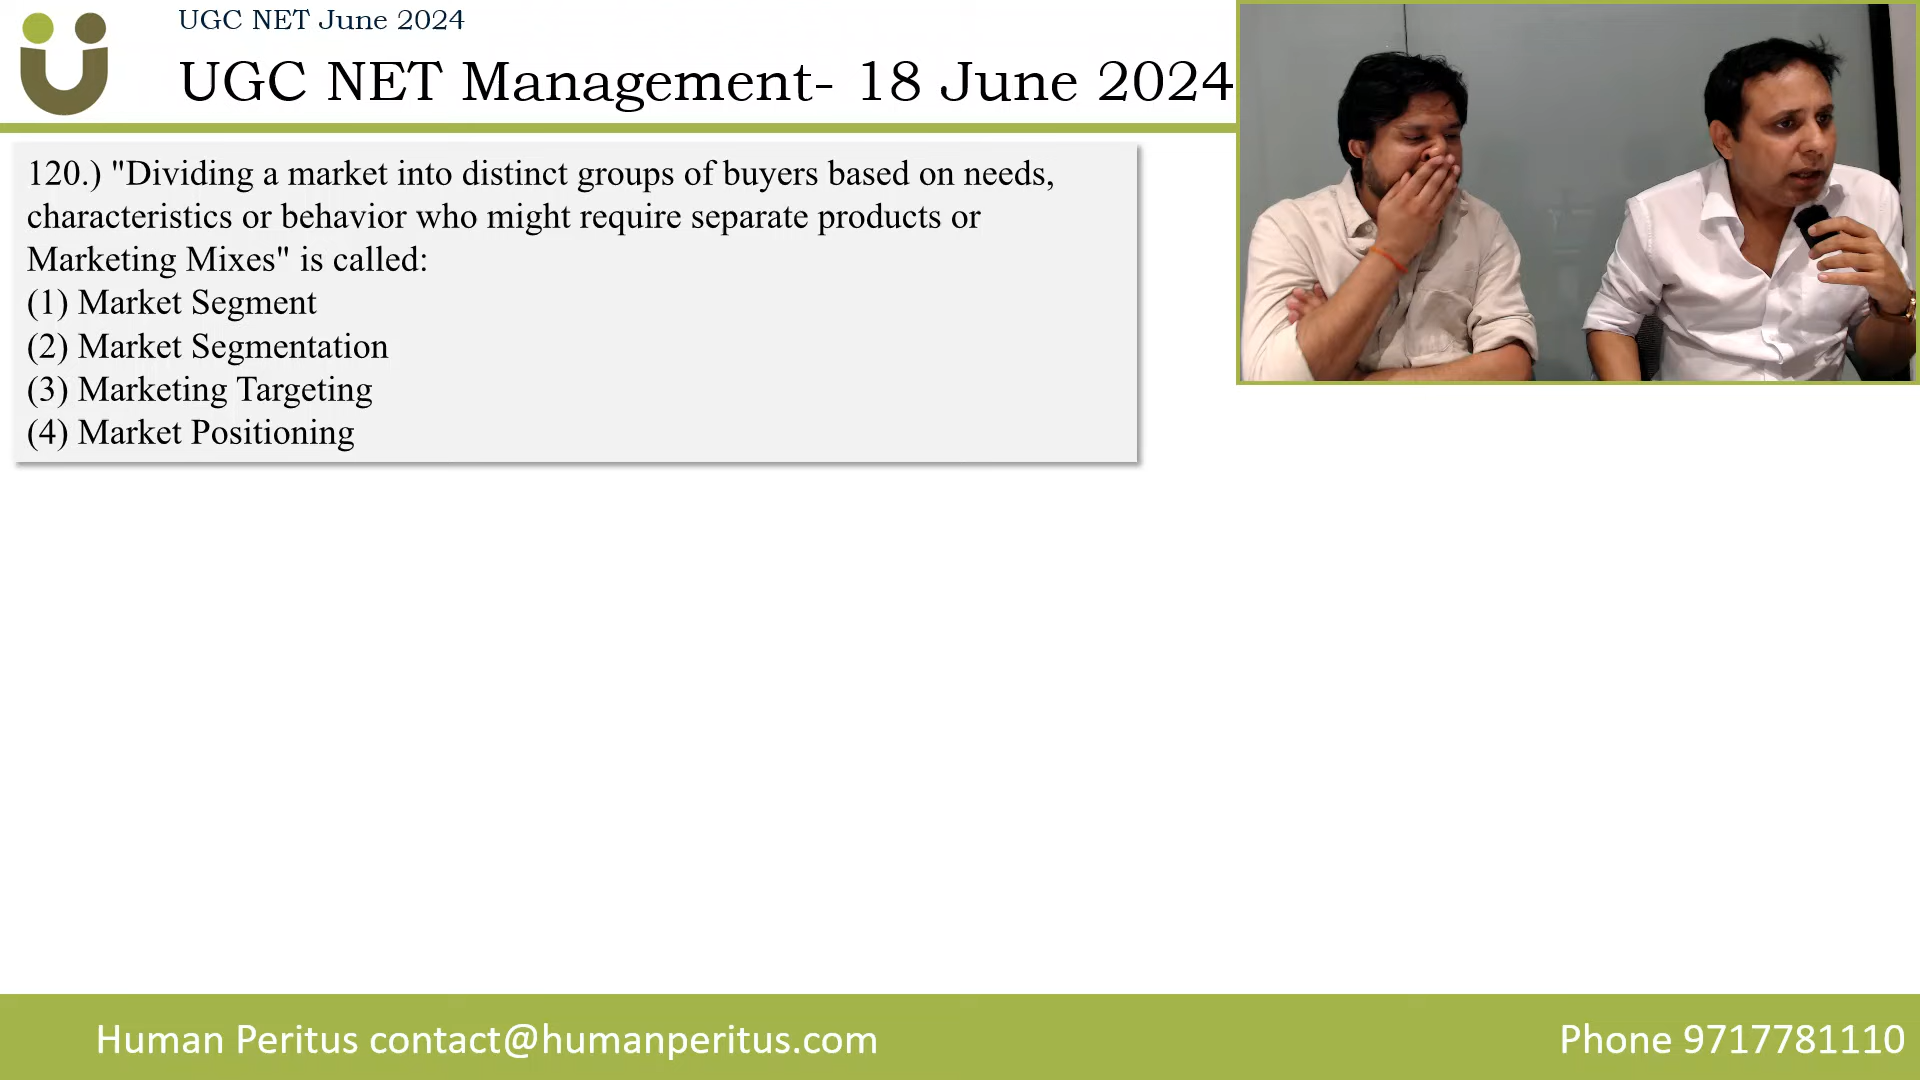 UGC NET June 2024
UGC NET Management- 18 June 2024
120.) "Dividing a market into distinct groups of buyers based on needs,
characteristics or behavior who might require separate products or
Marketing Mixes" is called:
(1) Market Segment
(2) Market Segmentation
(3) Marketing Targeting
(4) Market Positioning
Human Peritus contact@humanperitus.com
Phone 9717781110